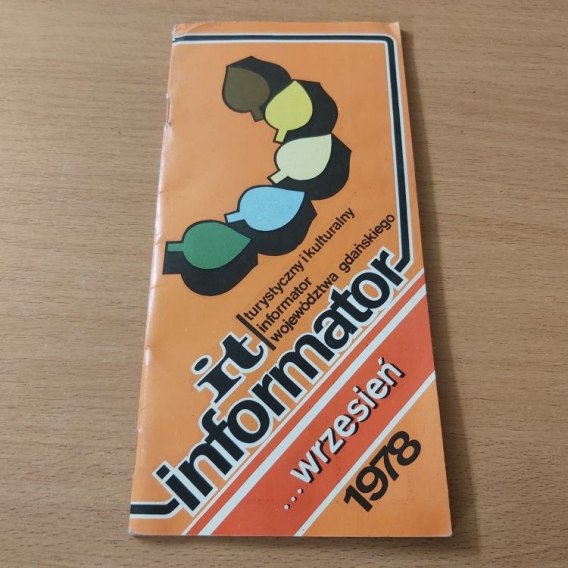 turystyczny i kulturalny
informator
województwa gdańskiego
it
informator
...wrzesień
1978